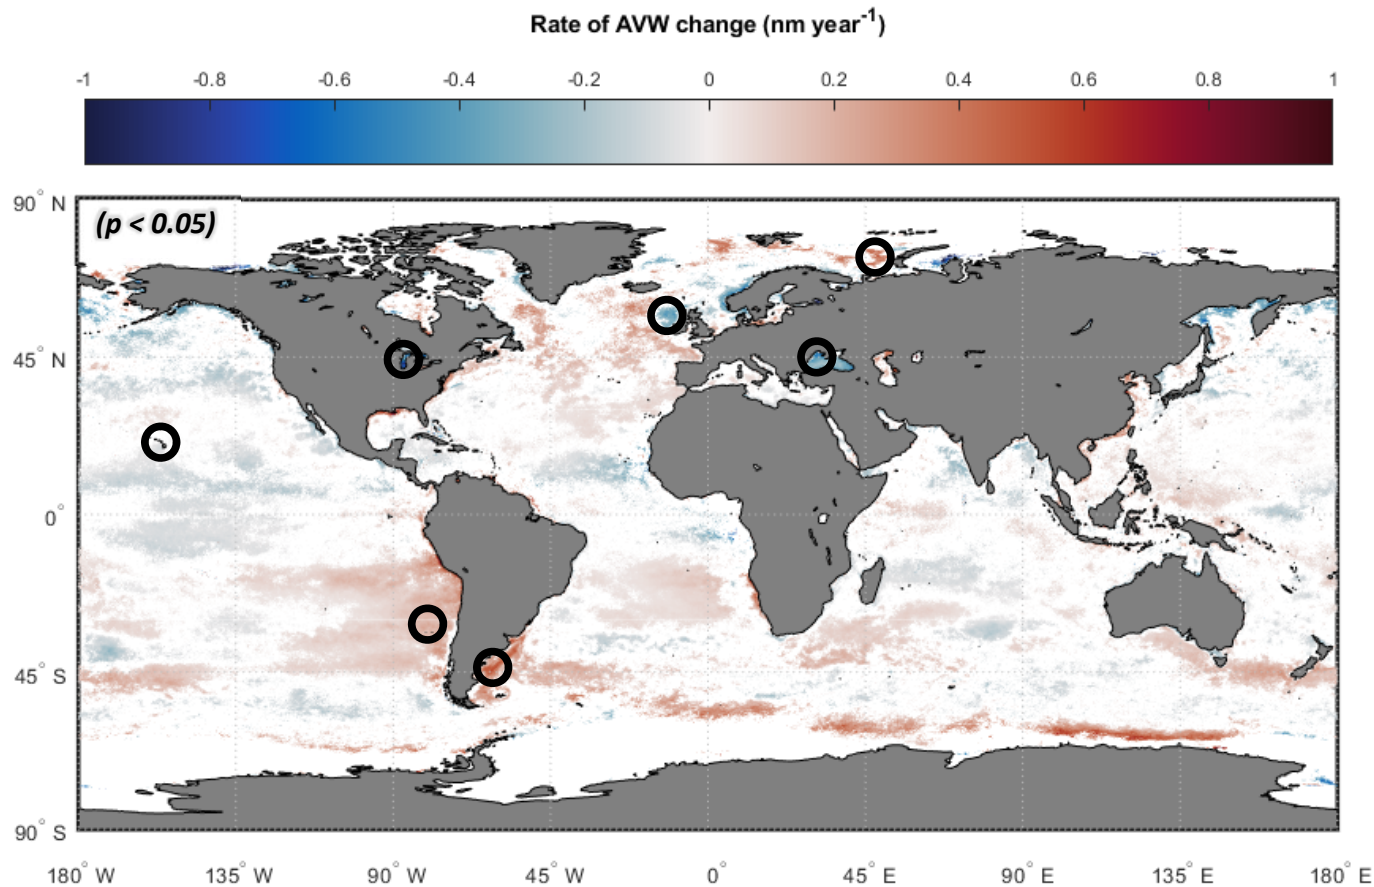 Rate of AVW change (nm year⁻¹)
-1 -0.8 -0.6 -0.4 -0.2 0 0.2 0.4 0.6 0.8 1
90° N
(p < 0.05)
45° N
0°
45° S
90° S
180° W 135° W 90° W 45° W 0° 45° E 90° E 135° E 180° E